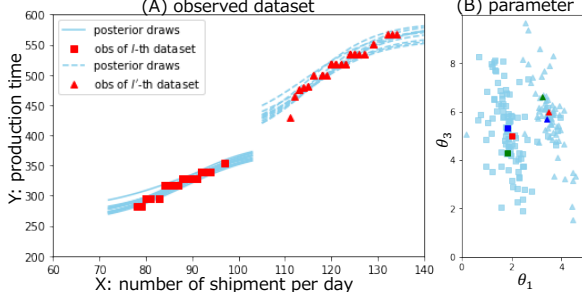 (A) observed dataset
(B) parameter
posterior draws
obs of l-th dataset
posterior draws
obs of l'-th dataset
Y: production time
600
550
500
450
400
350
300
250
200
60 70 80 90 100 110 120 130 140
X: number of shipment per day
θ3
10
8
6
4
2
0
0 2 4
θ1